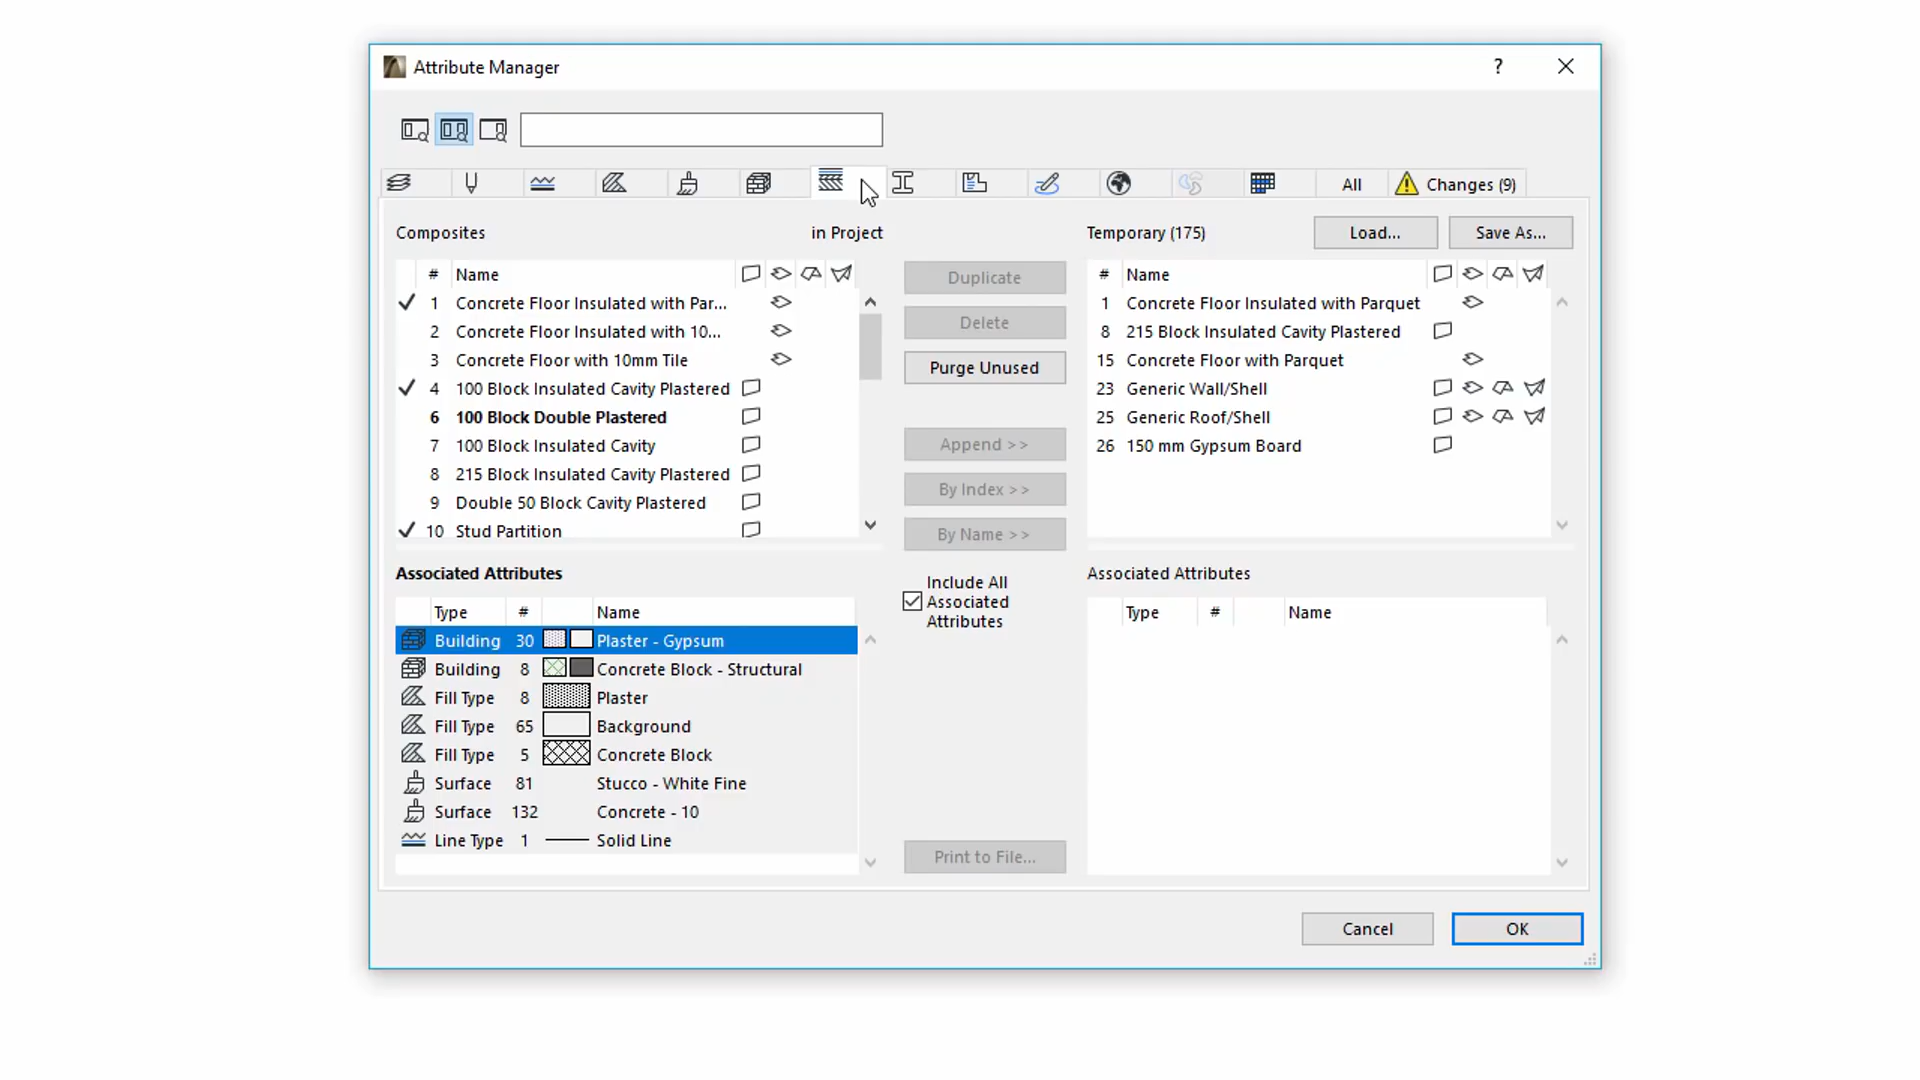 Attribute Manager
?
All
Changes (9)
Composites
in Project
Temporary (175)
Load...
Save As...
# Name
1 Concrete Floor Insulated with Par...
2 Concrete Floor Insulated with 10...
3 Concrete Floor with 10mm Tile
4 100 Block Insulated Cavity Plastered
6 100 Block Double Plastered
7 100 Block Insulated Cavity
8 215 Block Insulated Cavity Plastered
9 Double 50 Block Cavity Plastered
10 Stud Partition
Duplicate
Delete
Purge Unused
Append >>
By Index >>
By Name >>
# Name
1 Concrete Floor Insulated with Parquet
8 215 Block Insulated Cavity Plastered
15 Concrete Floor with Parquet
23 Generic Wall/Shell
25 Generic Roof/Shell
26 150 mm Gypsum Board
Associated Attributes
Type # Name
Building 30 Plaster - Gypsum
Building 8 Concrete Block - Structural
Fill Type 8 Plaster
Fill Type 65 Background
Fill Type 5 Concrete Block
Surface 81 Stucco - White Fine
Surface 132 Concrete - 10
Line Type 1 Solid Line
Include All
Associated
Attributes
Print to File...
Associated Attributes
Type # Name
Cancel
OK